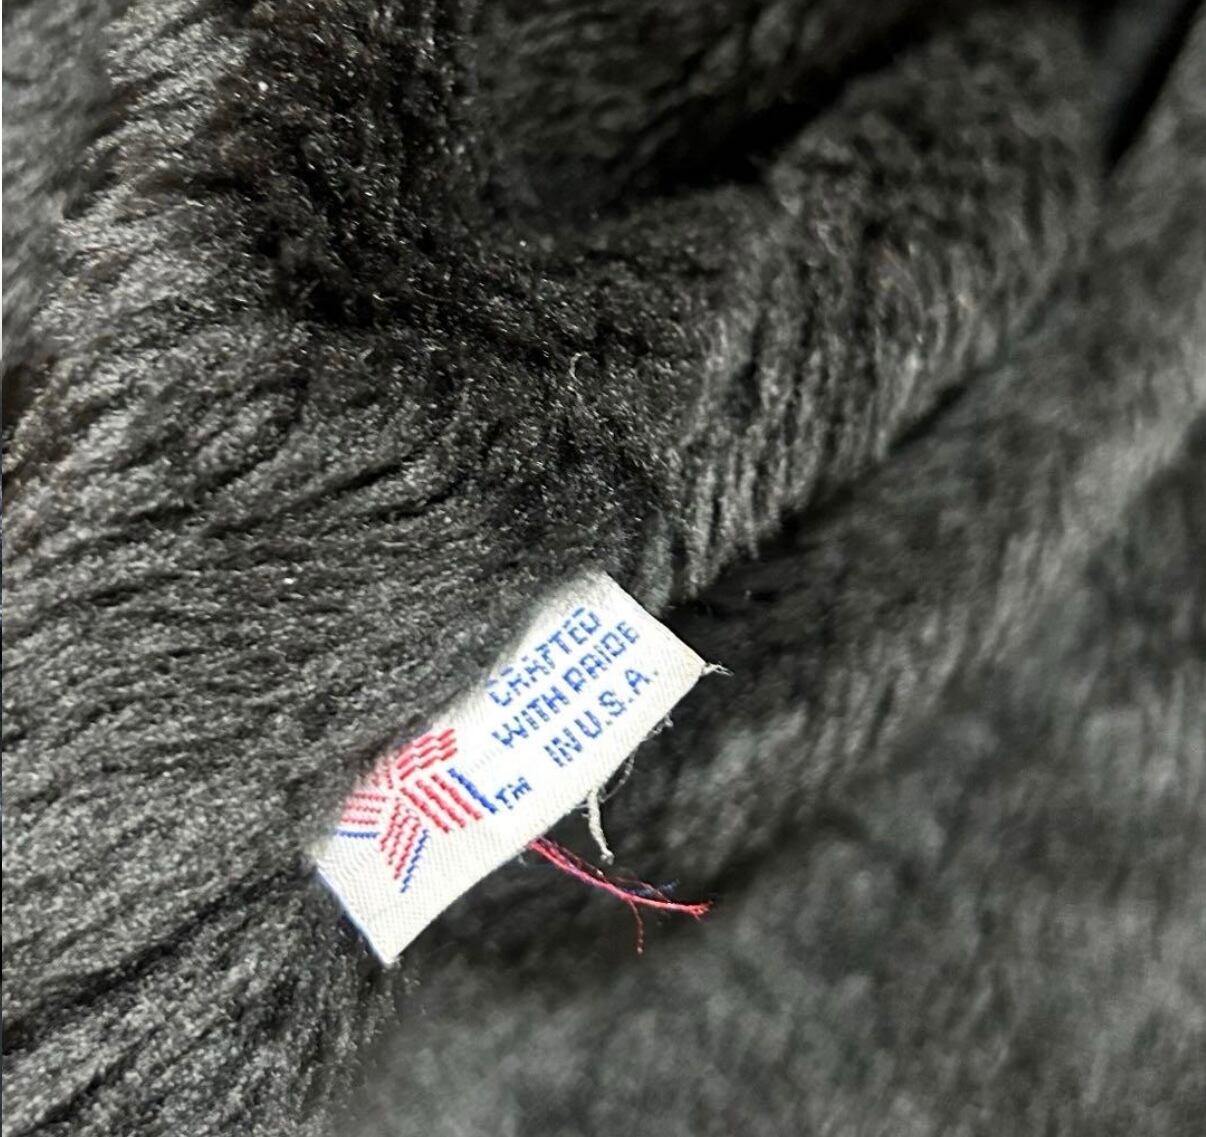 CRAFTED
WITH PRIDE
IN U.S.A.
TM